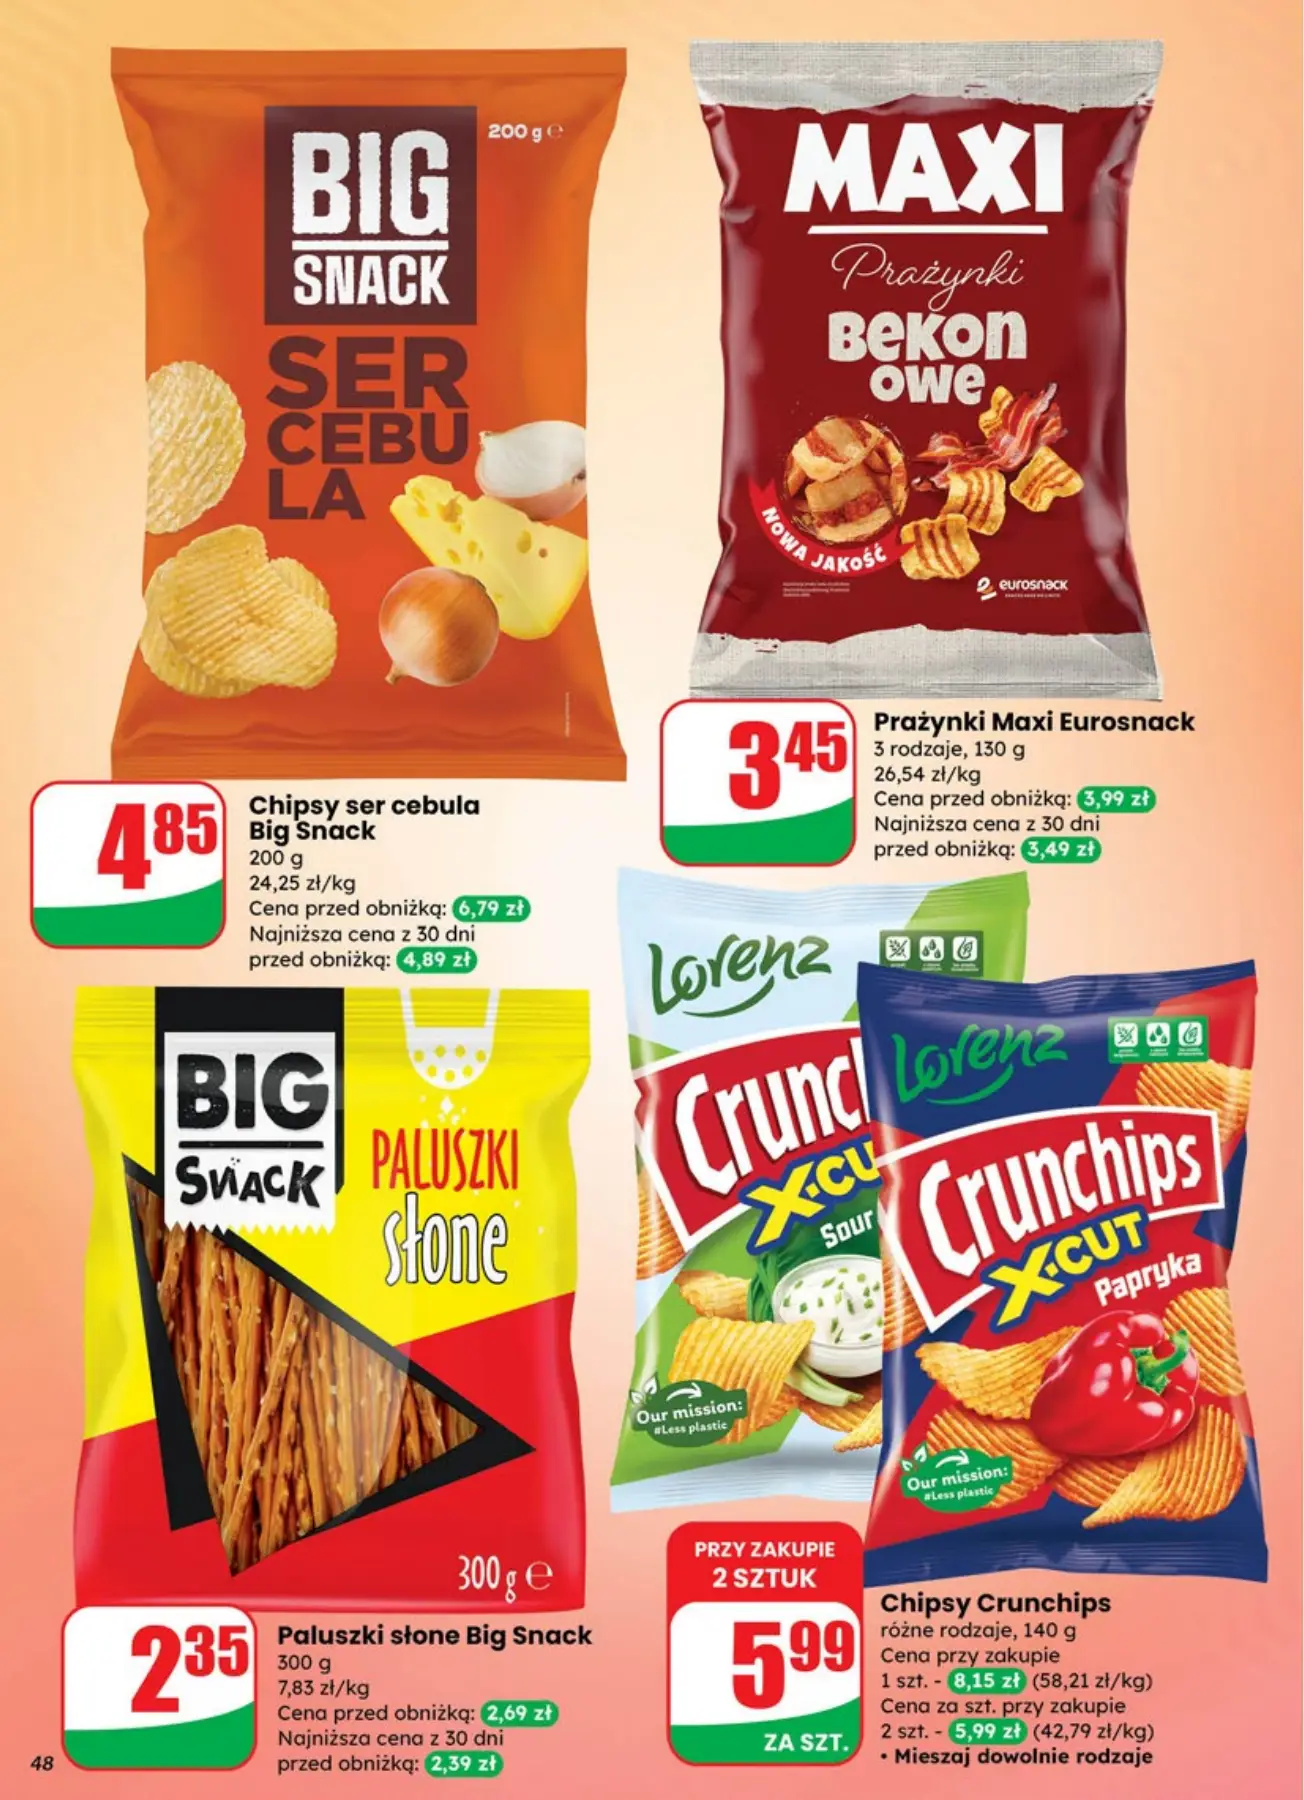 BIG
SNACK
200 g ℮
SER
CEBU
LA
MAXI
Prażynki
Bekon
owe
NOWA JAKOŚĆ
eurosnack
4 85
Chipsy ser cebula
Big Snack
200 g
24,25 zł/kg
Cena przed obniżką: 6,79 zł
Najniższa cena z 30 dni
przed obniżką: 4,89 zł
3 45
Prażynki Maxi Eurosnack
3 rodzaje, 130 g
26,54 zł/kg
Cena przed obniżką: 3,99 zł
Najniższa cena z 30 dni
przed obniżką: 3,49 zł
BIG
SNACK
PALUSZKI
słone
300 g ℮
Lorenz
Crunc
X-CU
Sour
Our mission:
#Less plastic
Lorenz
Crunchips
X-CUT
Papryka
Our mission:
#Less plastic
2 35
Paluszki słone Big Snack
300 g
7,83 zł/kg
Cena przed obniżką: 2,69 zł
Najniższa cena z 30 dni
przed obniżką: 2,39 zł
PRZY ZAKUPIE
2 SZTUK
5 99
ZA SZT.
Chipsy Crunchips
różne rodzaje, 140 g
Cena przy zakupie
1 szt. - 8,15 zł (58,21 zł/kg)
Cena za szt. przy zakupie
2 szt. - 5,99 zł (42,79 zł/kg)
• Mieszaj dowolnie rodzaje
48